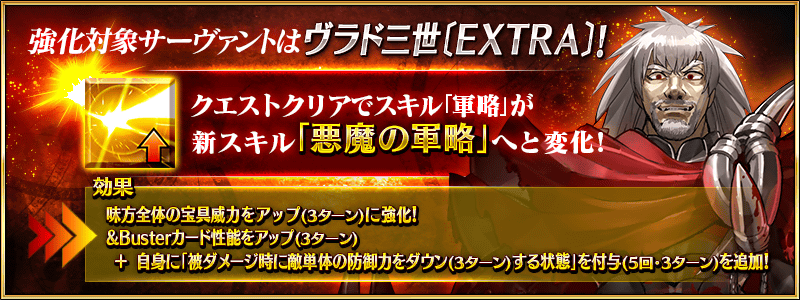 強化対象サーヴァントはヴラド三世〔EXTRA〕!
クエストクリアでスキル「軍略」が
新スキル「悪魔の軍略」へと変化!
効果
味方全体の宝具威力をアップ(3ターン)に強化!
&Busterカード性能をアップ(3ターン)
＋ 自身に「被ダメージ時に敵単体の防御力をダウン(3ターン)する状態」を付与(5回・3ターン)を追加!